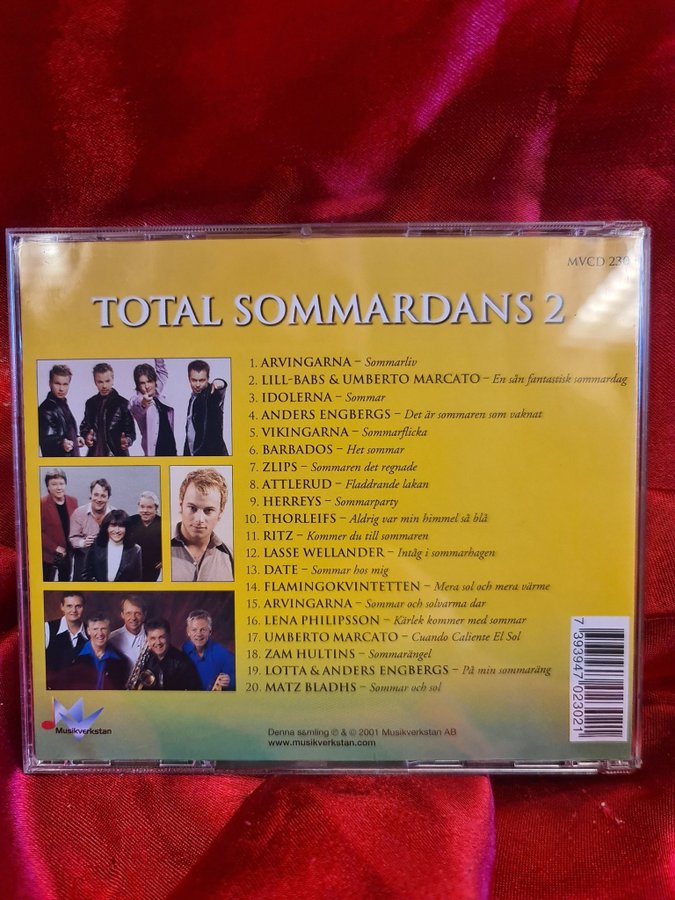 MVCD 230
TOTAL SOMMARDANS 2
1. ARVINGARNA – Sommarliv
2. LILL-BABS & UMBERTO MARCATO – En sån fantastisk sommardag
3. IDOLERNA – Sommar
4. ANDERS ENGBERGS – Det är sommaren som vaknat
5. VIKINGARNA – Sommarflicka
6. BARBADOS – Het sommar
7. ZLIPS – Sommaren det regnade
8. ATTLERUD – Fladdrande lakan
9. HERREYS – Sommarparty
10. THORLEIFS – Aldrig var min himmel så blå
11. RITZ – Kommer du till sommaren
12. LASSE WELLANDER – Intåg i sommarhagen
13. DATE – Sommar hos mig
14. FLAMINGOKVINTETTEN – Mera sol och mera värme
15. ARVINGARNA – Sommar och solvarma dar
16. LENA PHILIPSSON – Kärlek kommer med sommar
17. UMBERTO MARCATO – Cuando Caliente El Sol
18. ZAM HULTINS – Sommarängel
19. LOTTA & ANDERS ENGBERGS – På min sommaräng
20. MATZ BLADHS – Sommar och sol
Musikverkstan
Denna samling ℗ & © 2001 Musikverkstan AB
www.musikverkstan.com
7393947023021